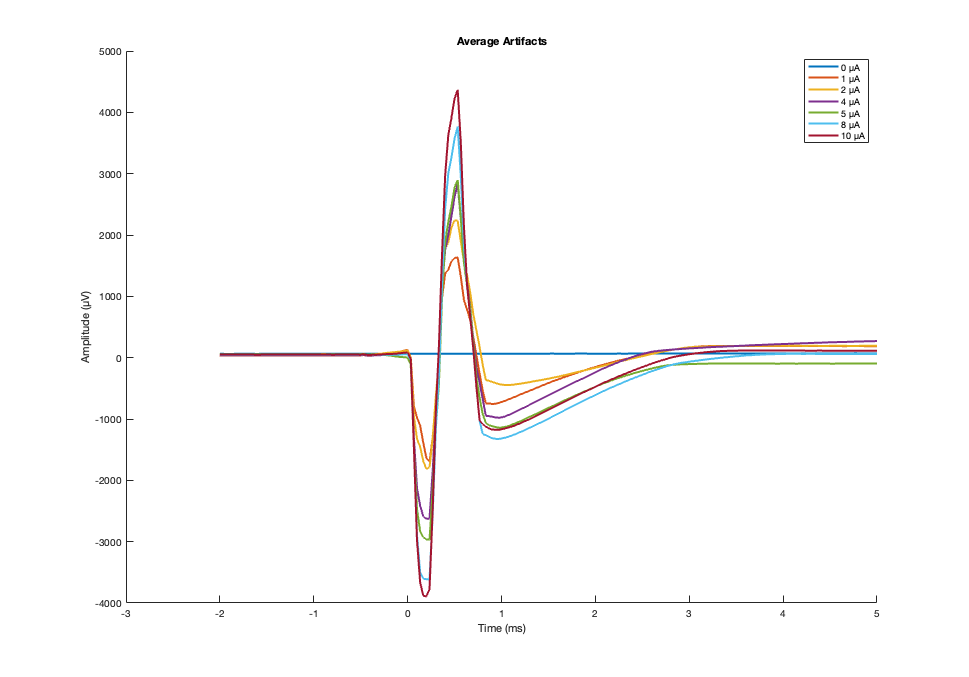 Average Artifacts
5000
4000
3000
2000
1000
0
-1000
-2000
-3000
-4000
Amplitude (µV)
-3
-2
-1
0
1
2
3
4
5
Time (ms)
0 µA
1 µA
2 µA
4 µA
5 µA
8 µA
10 µA